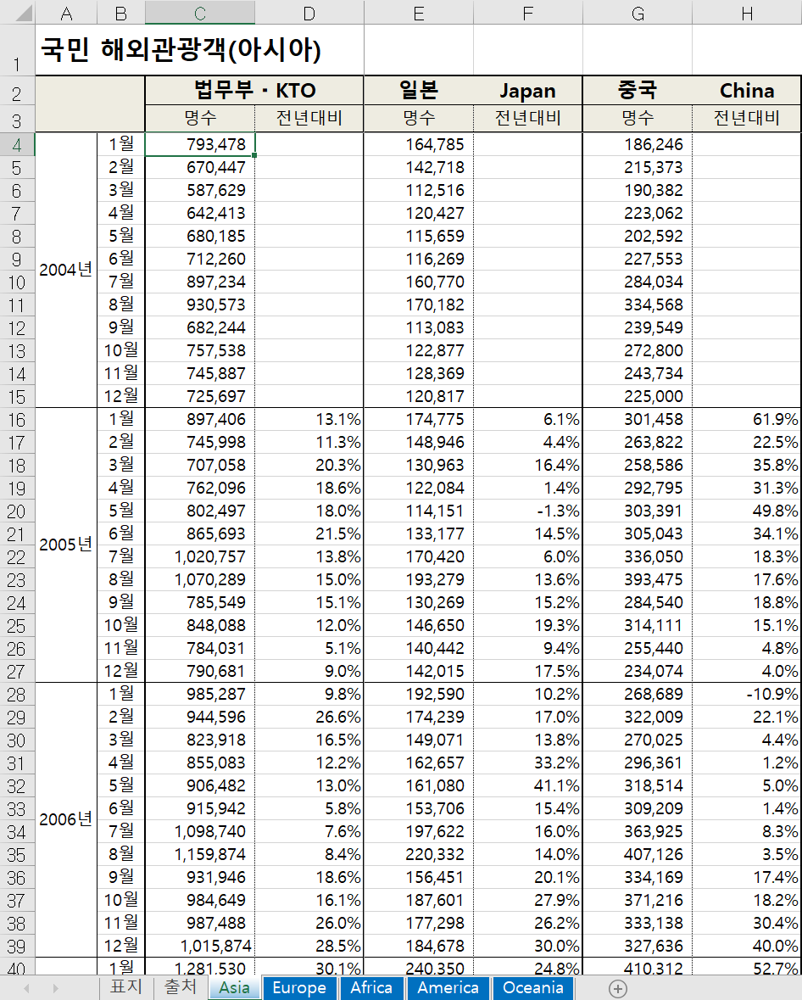 A B C D E F G H
1 국민 해외관광객(아시아)
2 법무부 · KTO 일본 Japan 중국 China
3 명수 전년대비 명수 전년대비 명수 전년대비
4 1월 793,478 164,785 186,246
5 2월 670,447 142,718 215,373
6 3월 587,629 112,516 190,382
7 4월 642,413 120,427 223,062
8 5월 680,185 115,659 202,592
9 6월 712,260 116,269 227,553
2004년
10 7월 897,234 160,770 284,034
11 8월 930,573 170,182 334,568
12 9월 682,244 113,083 239,549
13 10월 757,538 122,877 272,800
14 11월 745,887 128,369 243,734
15 12월 725,697 120,817 225,000
16 1월 897,406 13.1% 174,775 6.1% 301,458 61.9%
17 2월 745,998 11.3% 148,946 4.4% 263,822 22.5%
18 3월 707,058 20.3% 130,963 16.4% 258,586 35.8%
19 4월 762,096 18.6% 122,084 1.4% 292,795 31.3%
20 5월 802,497 18.0% 114,151 -1.3% 303,391 49.8%
21 6월 865,693 21.5% 133,177 14.5% 305,043 34.1%
2005년
22 7월 1,020,757 13.8% 170,420 6.0% 336,050 18.3%
23 8월 1,070,289 15.0% 193,279 13.6% 393,475 17.6%
24 9월 785,549 15.1% 130,269 15.2% 284,540 18.8%
25 10월 848,088 12.0% 146,650 19.3% 314,111 15.1%
26 11월 784,031 5.1% 140,442 9.4% 255,440 4.8%
27 12월 790,681 9.0% 142,015 17.5% 234,074 4.0%
28 1월 985,287 9.8% 192,590 10.2% 268,689 -10.9%
29 2월 944,596 26.6% 174,239 17.0% 322,009 22.1%
30 3월 823,918 16.5% 149,071 13.8% 270,025 4.4%
31 4월 855,083 12.2% 162,657 33.2% 296,361 1.2%
32 5월 906,482 13.0% 161,080 41.1% 318,514 5.0%
33 6월 915,942 5.8% 153,706 15.4% 309,209 1.4%
2006년
34 7월 1,098,740 7.6% 197,622 16.0% 363,925 8.3%
35 8월 1,159,874 8.4% 220,332 14.0% 407,126 3.5%
36 9월 931,946 18.6% 156,451 20.1% 334,169 17.4%
37 10월 984,649 16.1% 187,601 27.9% 371,216 18.2%
38 11월 987,488 26.0% 177,298 26.2% 333,138 30.4%
39 12월 1,015,874 28.5% 184,678 30.0% 327,636 40.0%
40 1월 1,281,530 30.1% 240,350 24.8% 410,312 52.7%
표지 출처 Asia Europe Africa America Oceania